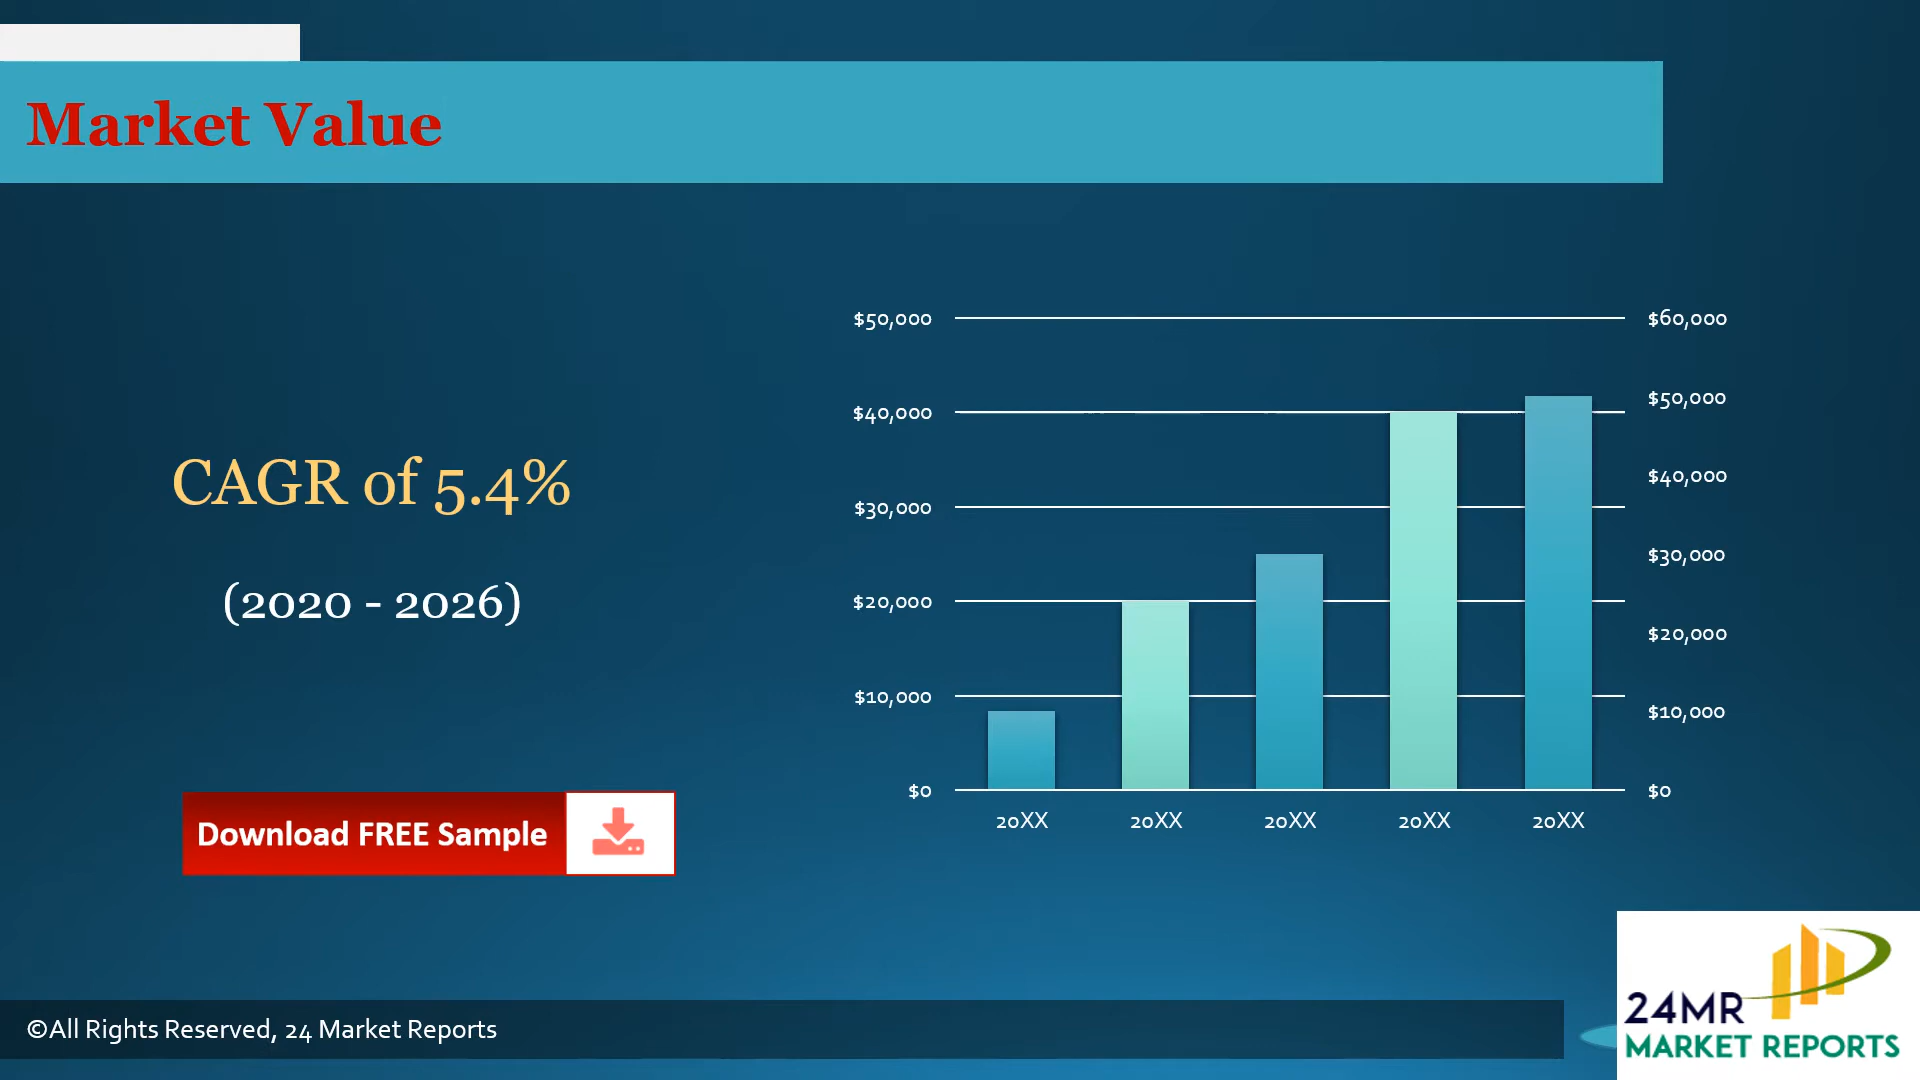 Market Value
CAGR of 5.4%
(2020 - 2026)
Download FREE Sample
$50,000
$40,000
$30,000
$20,000
$10,000
$0
$60,000
$50,000
$40,000
$30,000
$20,000
$10,000
$0
20XX 20XX 20XX 20XX 20XX
©All Rights Reserved, 24 Market Reports
24MR
MARKET REPORTS